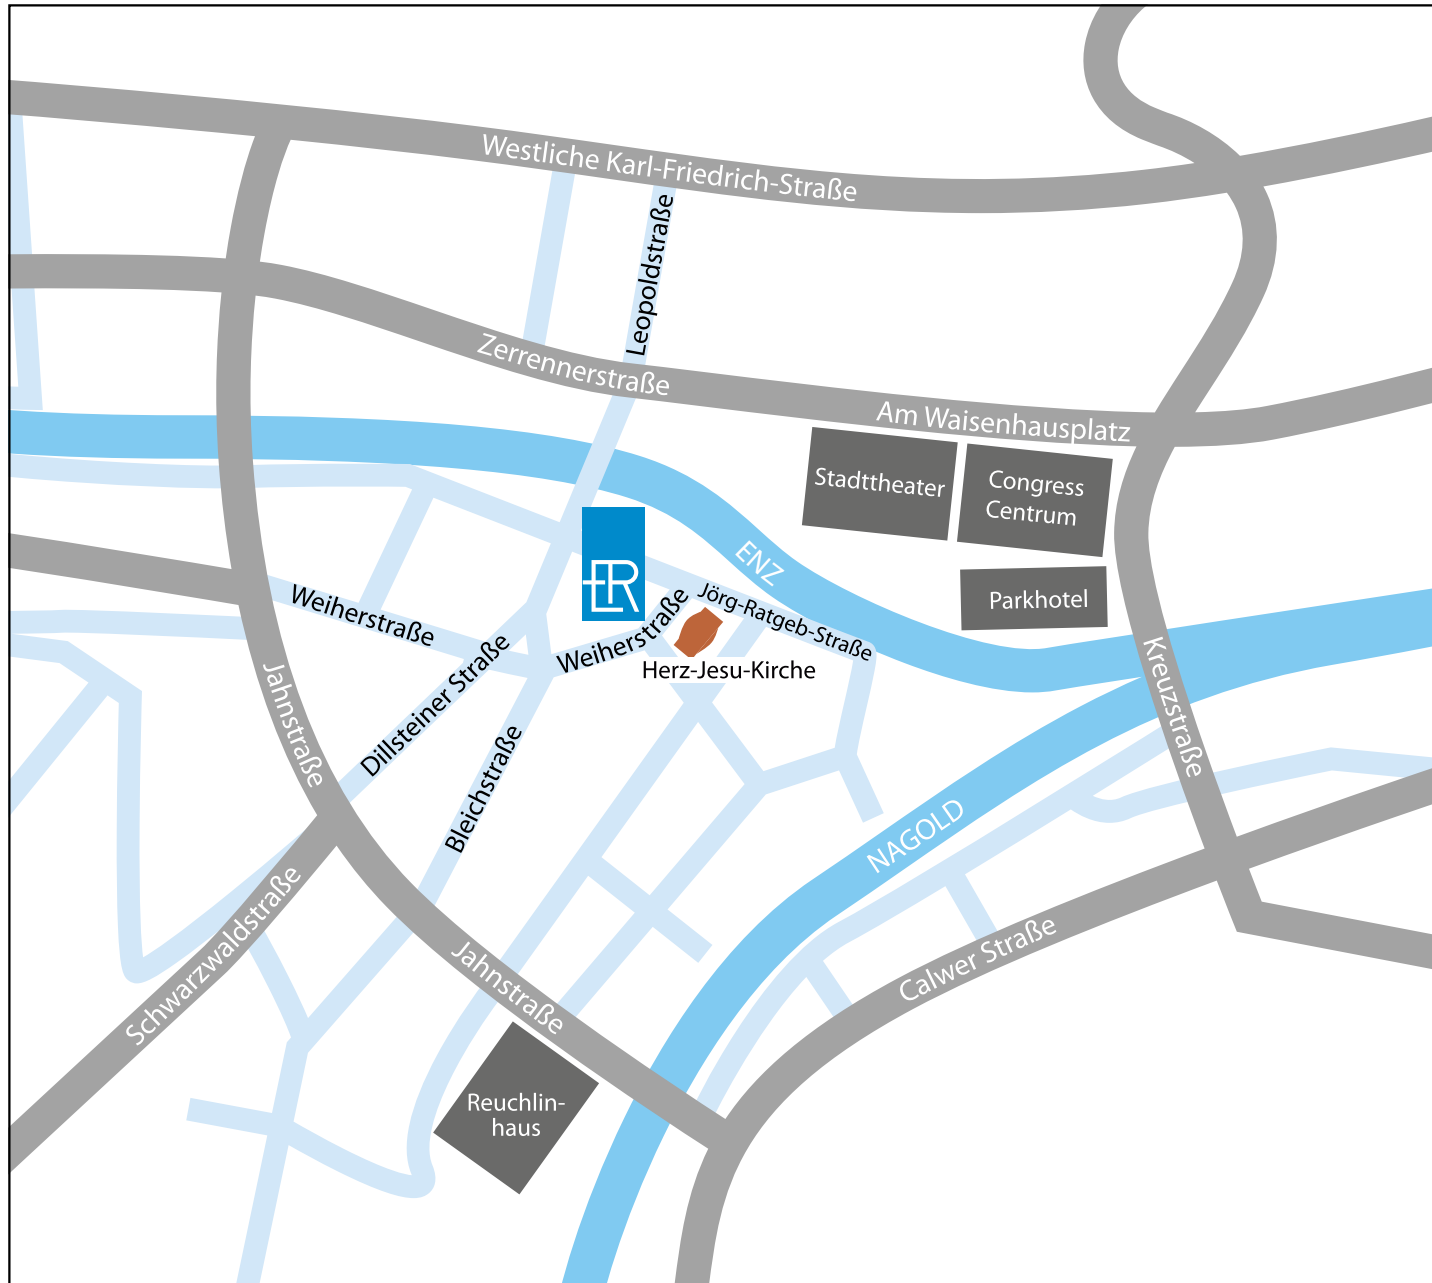 Westliche Karl-Friedrich-Straße
Leopoldstraße
Zerrennerstraße
Am Waisenhausplatz
Stadttheater
Congress
Centrum
ENZ
ER
Parkhotel
Jörg-Ratgeb-Straße
Weiherstraße
Weiherstraße
Herz-Jesu-Kirche
Dillsteiner Straße
Jahnstraße
Kreuzstraße
Bleichstraße
NAGOLD
Schwarzwaldstraße
Calwer Straße
Jahnstraße
Reuchlin-
haus